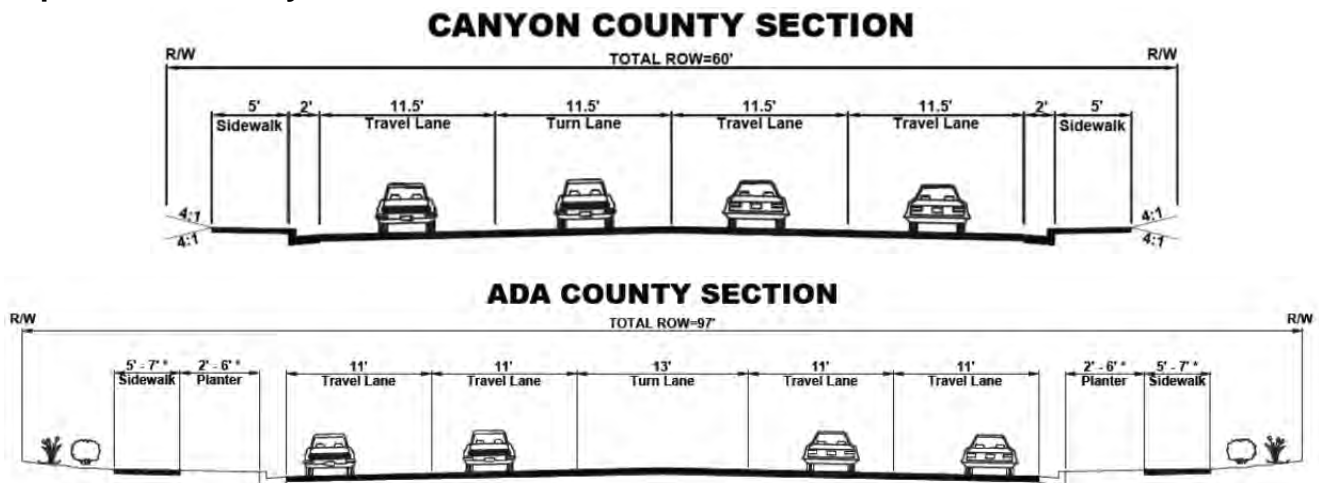 CANYON COUNTY SECTION
R/W TOTAL ROW=60' R/W
5' 2' 11.5' 11.5' 11.5' 11.5' 2' 5'
Sidewalk Travel Lane Turn Lane Travel Lane Travel Lane Sidewalk
4:1 4:1
4:1 4:1
ADA COUNTY SECTION
R/W TOTAL ROW=97' R/W
5' - 7' * 2' - 6' * 11' 11' 13' 11' 11' 2' - 6' * 5' - 7' *
Sidewalk Planter Travel Lane Travel Lane Turn Lane Travel Lane Travel Lane Planter Sidewalk